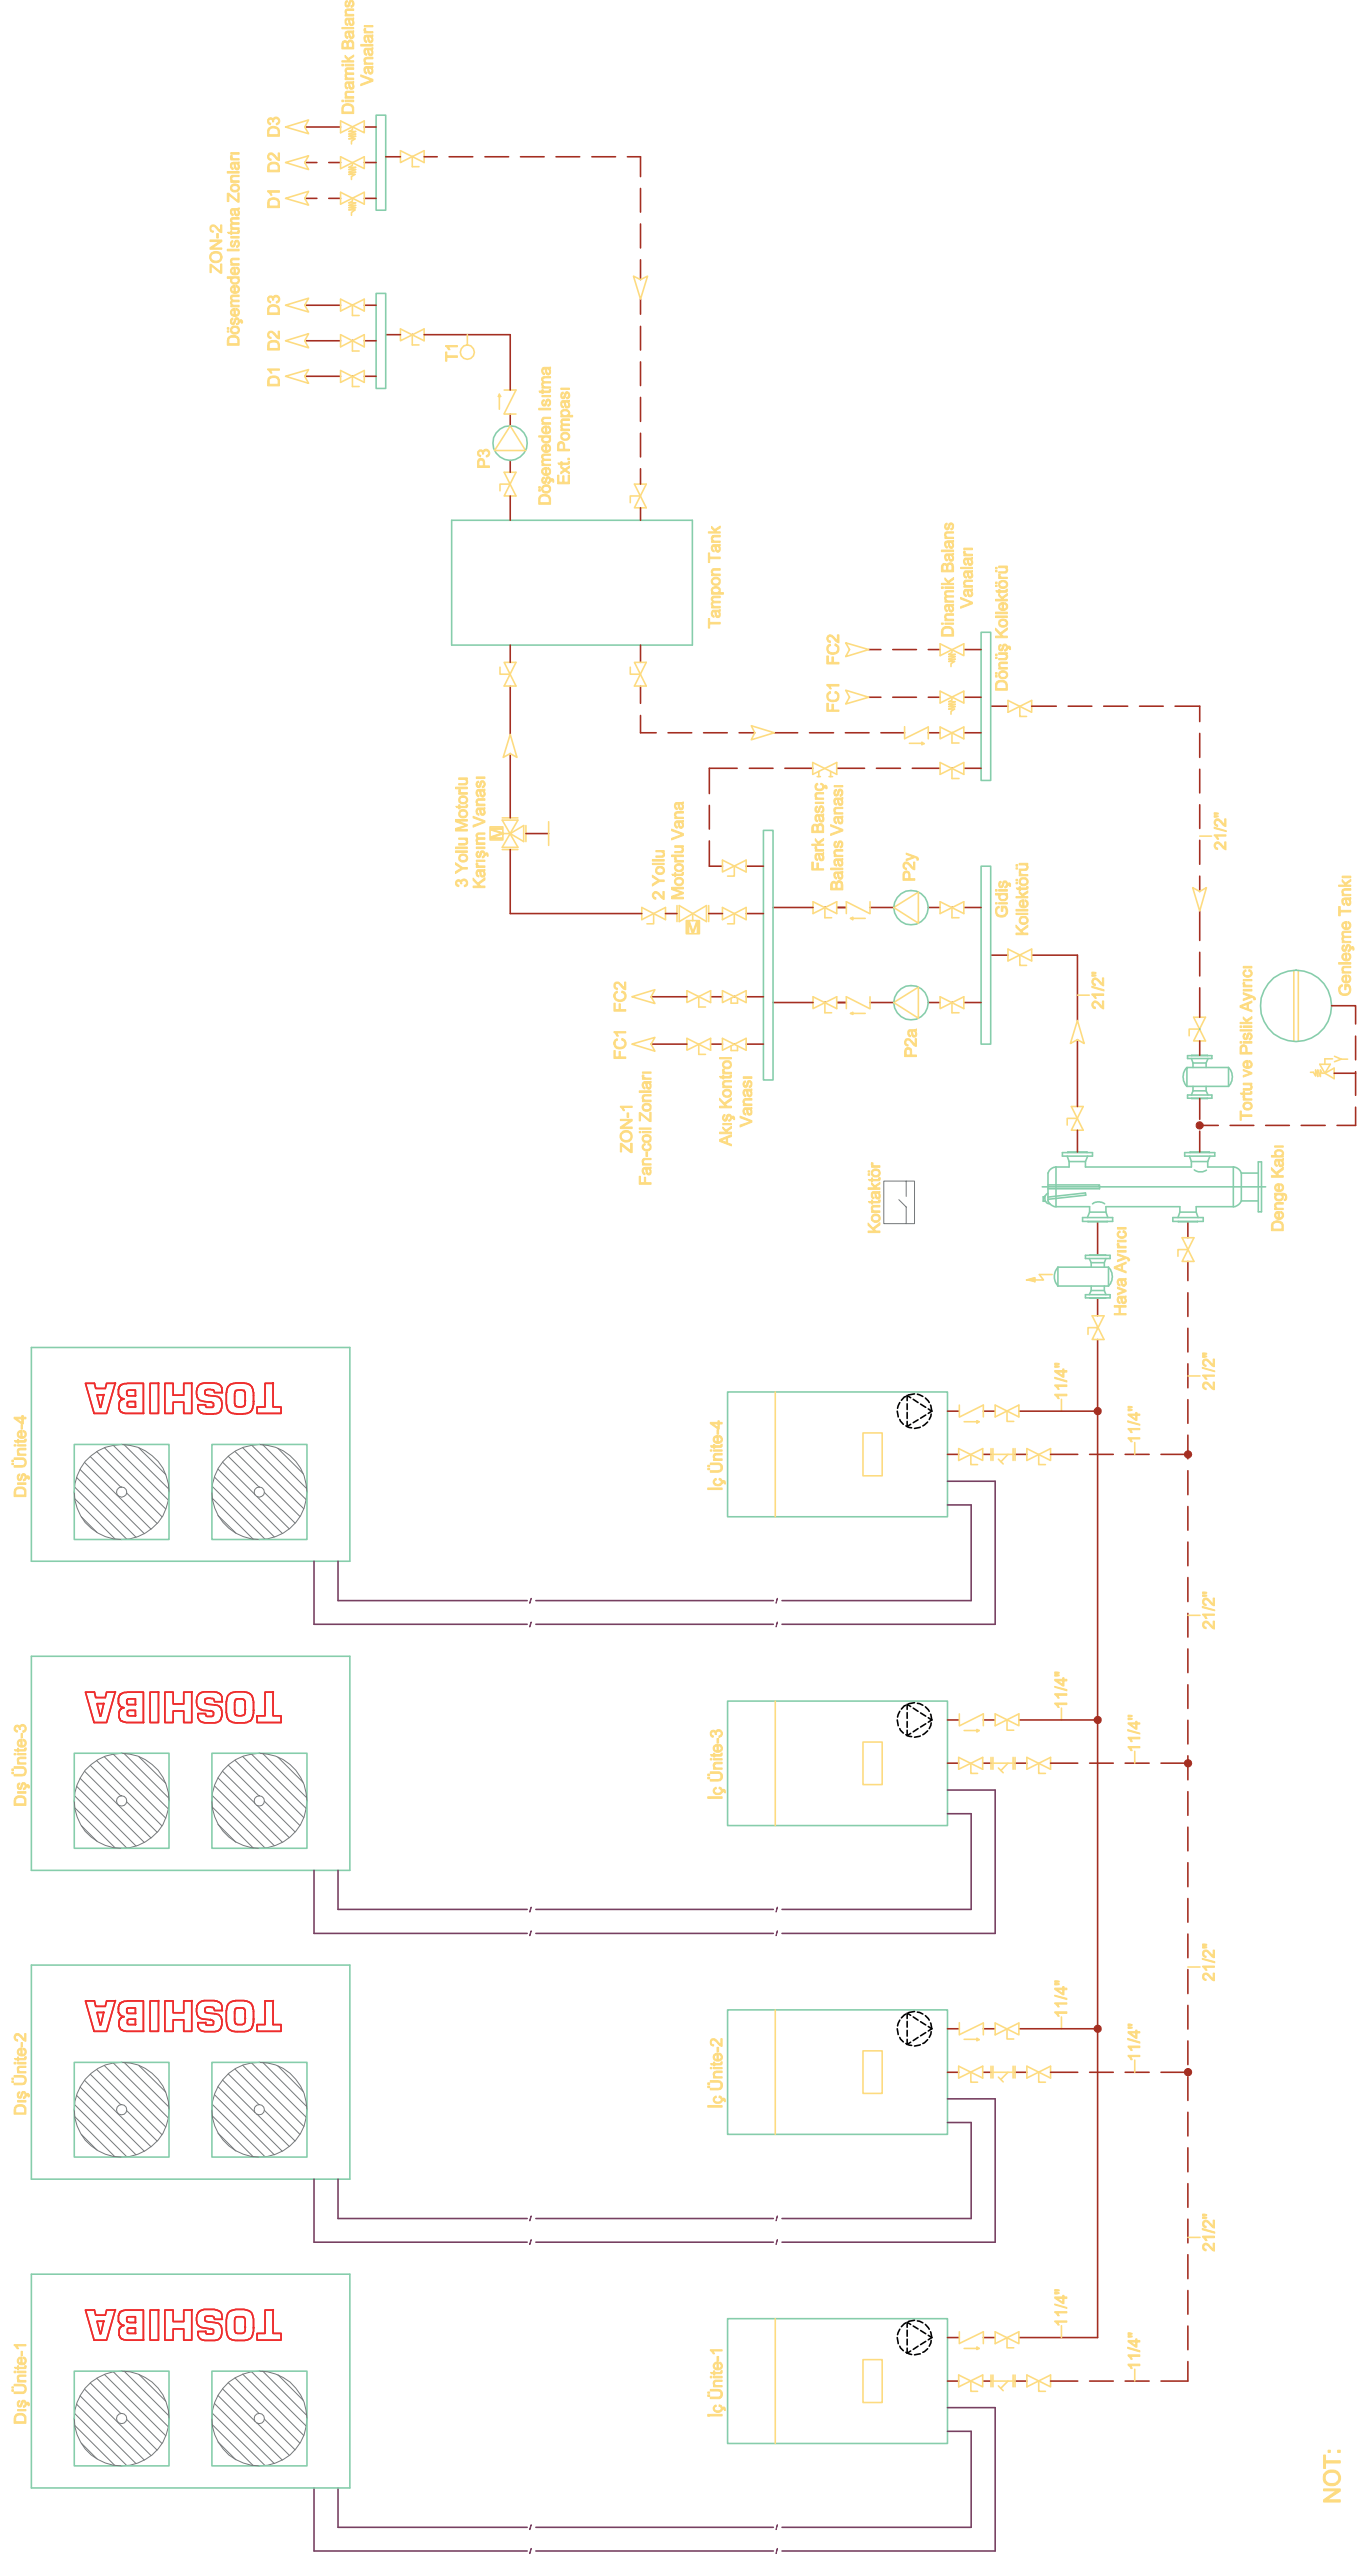 Dış Ünite-1
TOSHIBA
Dış Ünite-2
TOSHIBA
Dış Ünite-3
TOSHIBA
Dış Ünite-4
TOSHIBA
İç Ünite-1
İç Ünite-2
İç Ünite-3
İç Ünite-4
11/4"
11/4"
11/4"
11/4"
11/4"
11/4"
11/4"
11/4"
21/2"
21/2"
21/2"
21/2"
Hava Ayırıcı
Denge Kabı
Kontaktör
Tortu ve Pislik Ayırıcı
Genleşme Tankı
21/2"
21/2"
ZON-1
Fan-coil Zonları
FC1
FC2
Akış Kontrol
Vanası
P2a
P2y
Gidiş
Kollektörü
2 Yollu
Motorlu Vana
M
3 Yollu Motorlu
Karışım Vanası
M
Fark Basınç
Balans Vanası
FC1
FC2
Dinamik Balans
Vanaları
Dönüş Kollektörü
Tampon Tank
P3
Döşemeden Isıtma
Ext. Pompası
T1
ZON-2
Döşemeden Isıtma Zonları
D1
D2
D3
D1
D2
D3
Dinamik Balans
Vanaları
NOT: